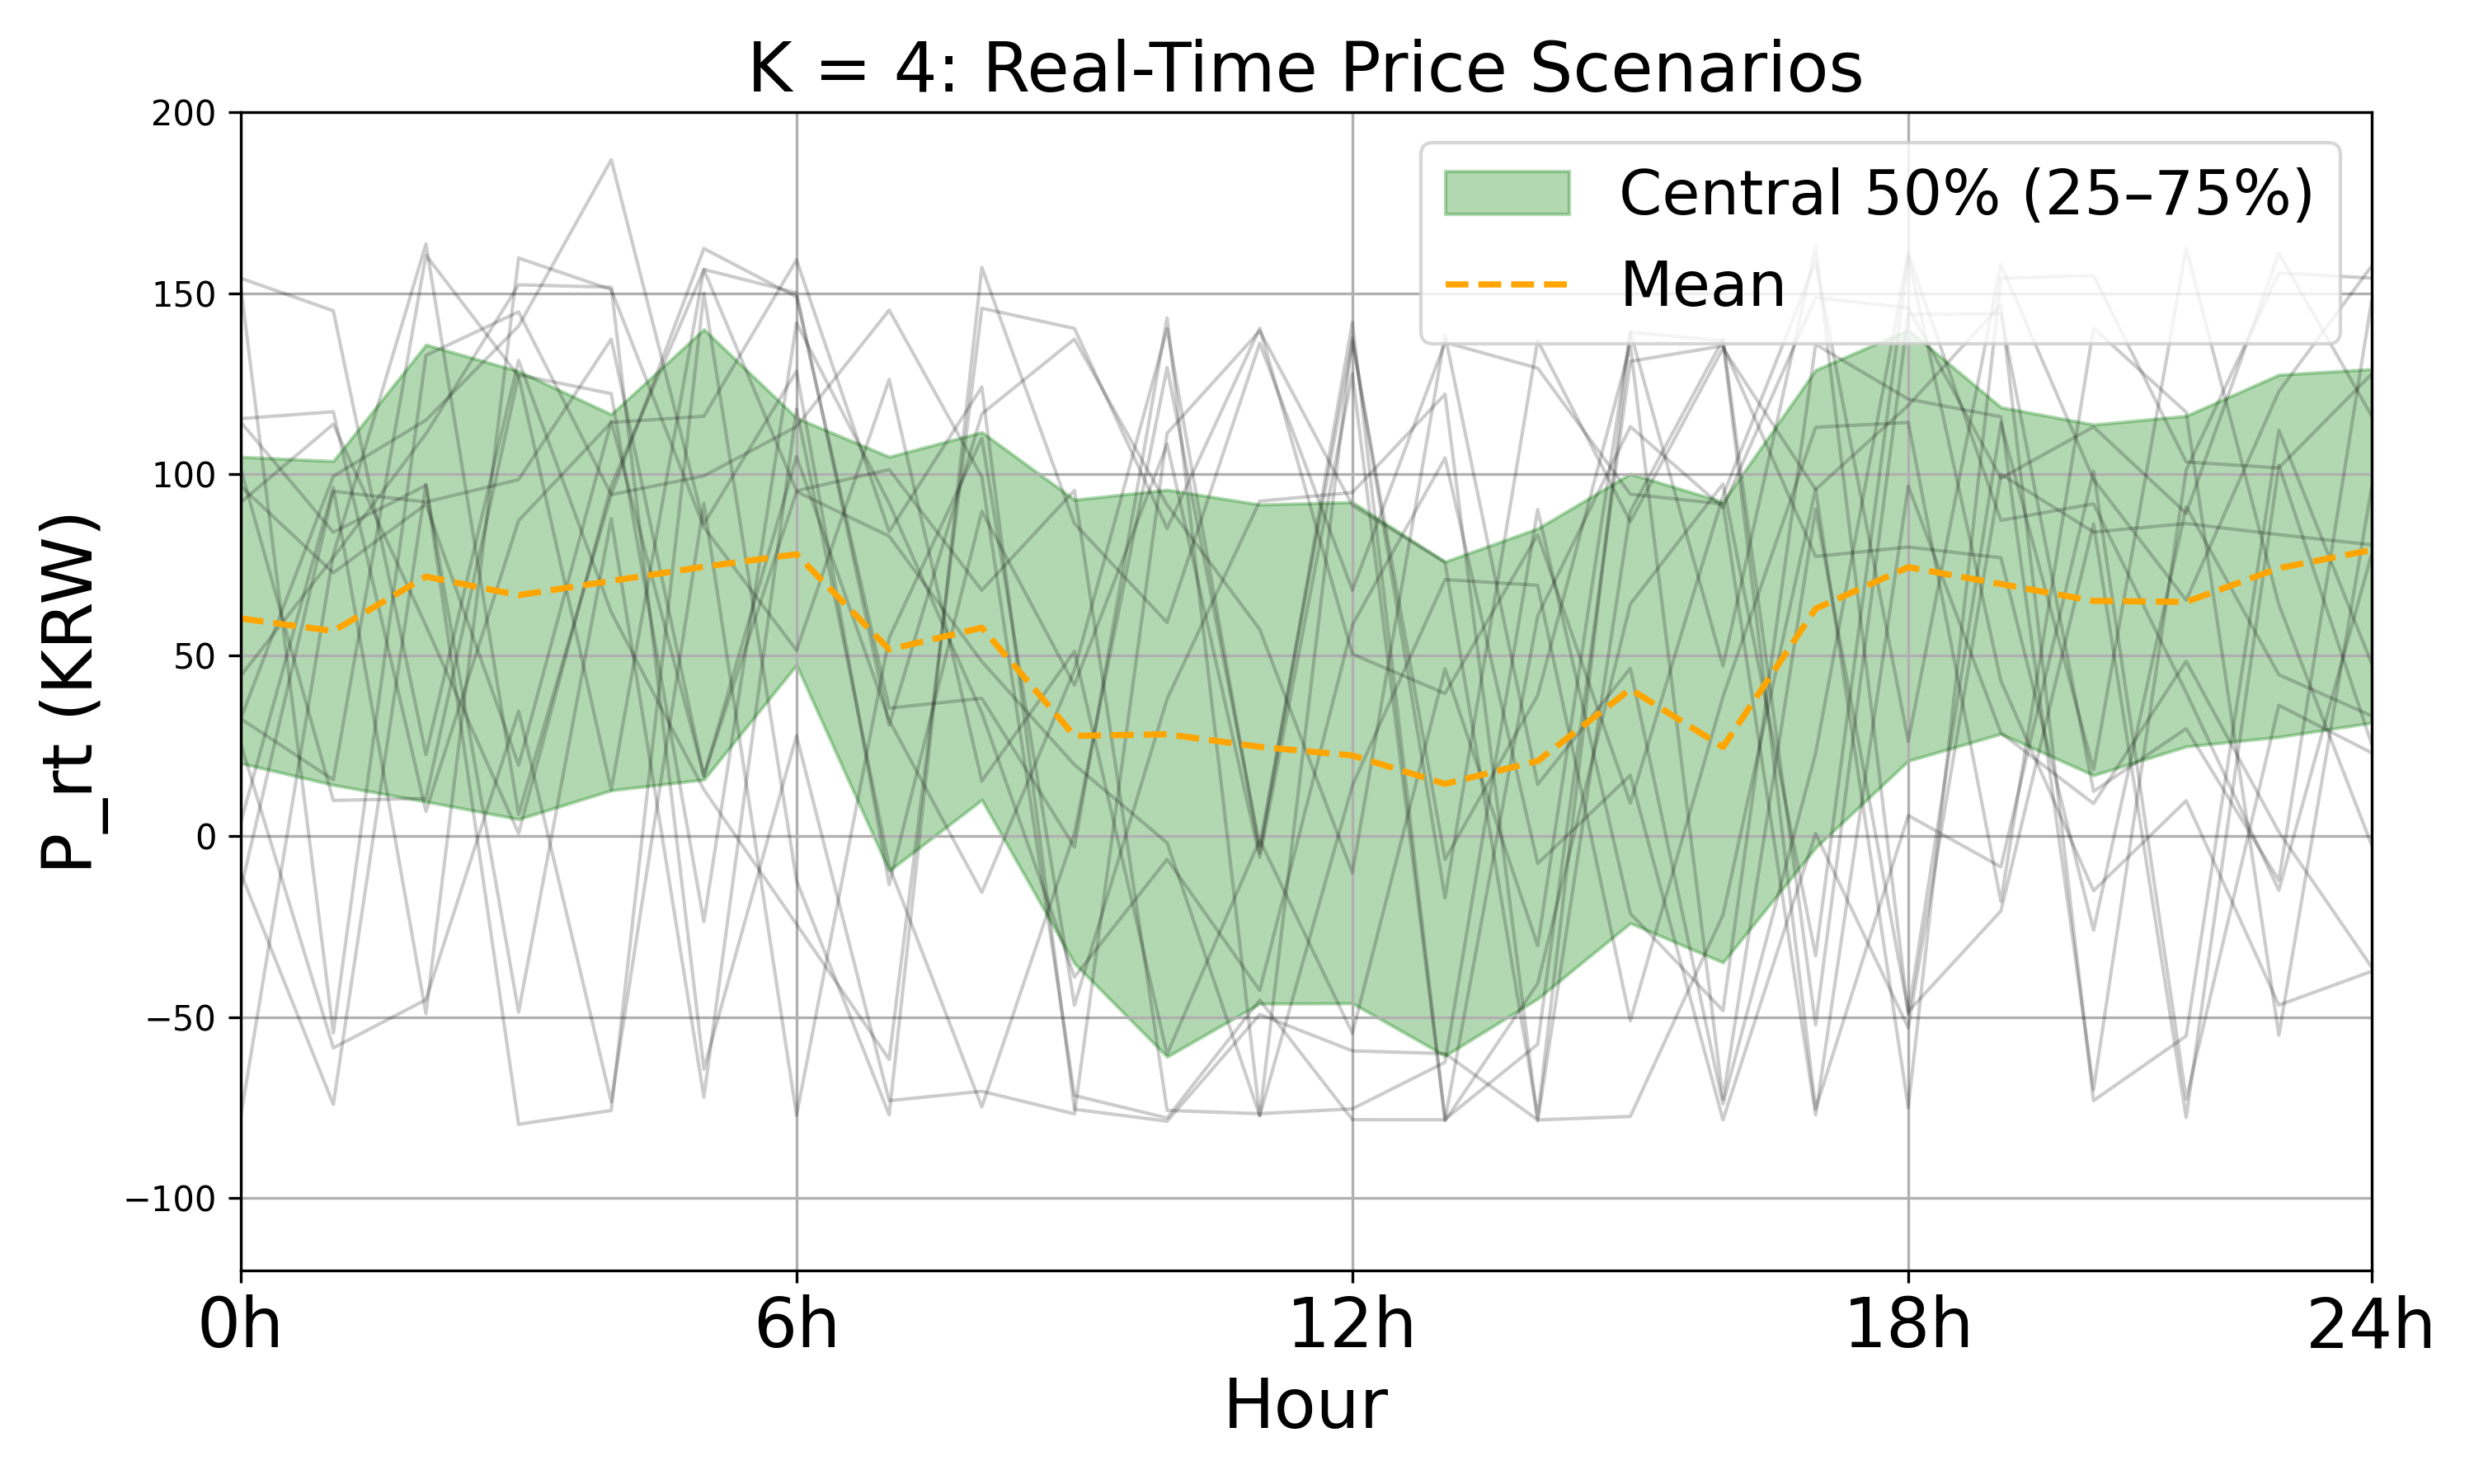 K = 4: Real-Time Price Scenarios
200
150
100
50
0
−50
−100
P_rt (KRW)
Central 50% (25–75%)
Mean
0h 6h 12h 18h 24h
Hour